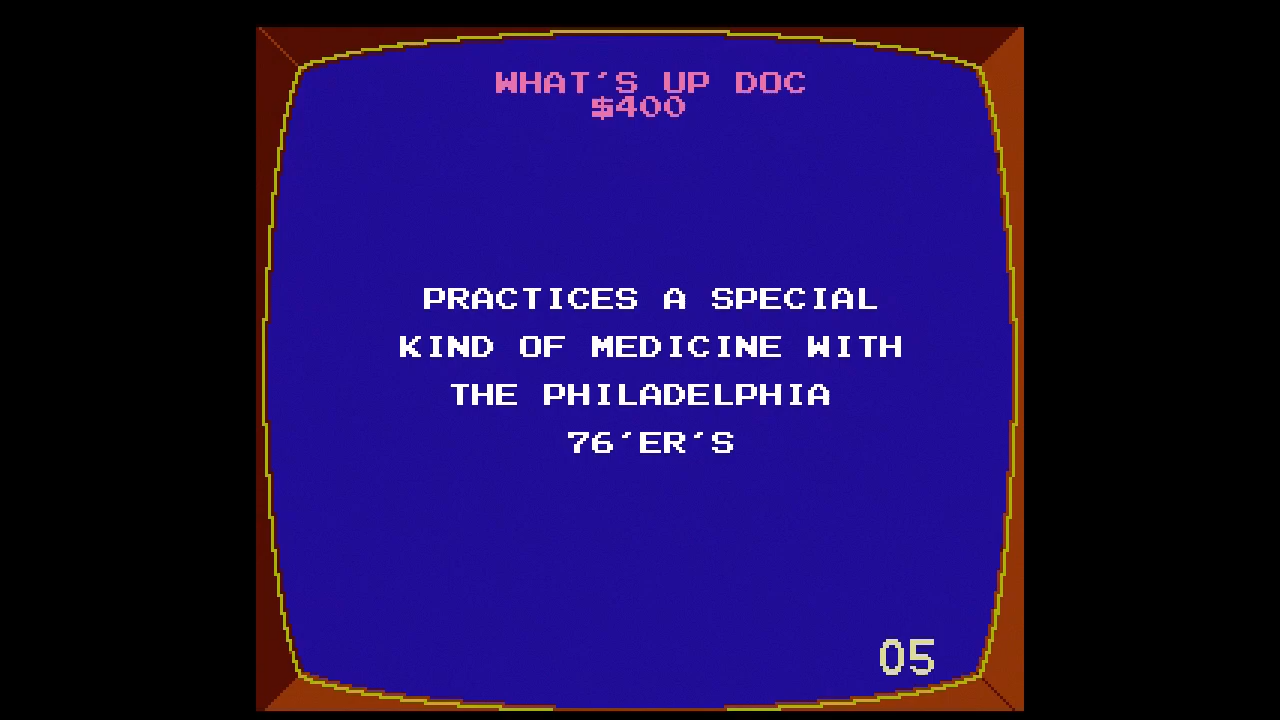 WHAT'S UP DOC
$400
PRACTICES A SPECIAL
KIND OF MEDICINE WITH
THE PHILADELPHIA
76'ER'S
05